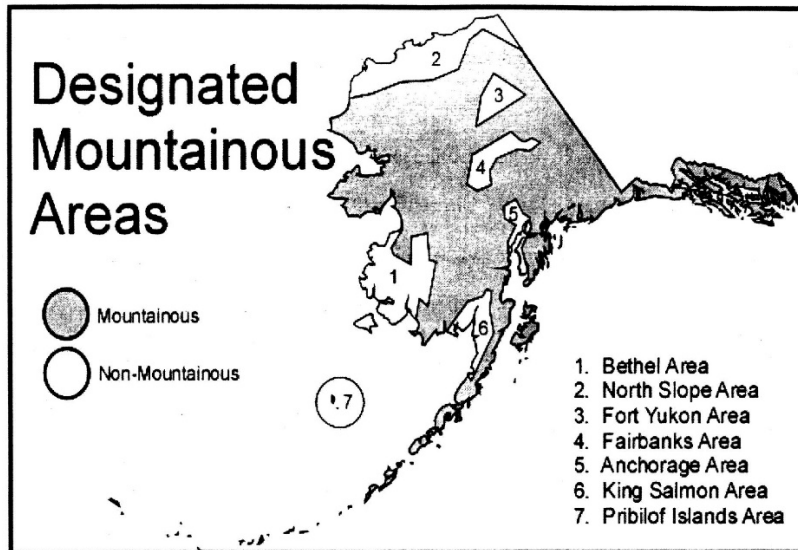 Designated
Mountainous
Areas
2
3
4
5
1
6
7
Mountainous
Non-Mountainous
1. Bethel Area
2. North Slope Area
3. Fort Yukon Area
4. Fairbanks Area
5. Anchorage Area
6. King Salmon Area
7. Pribilof Islands Area